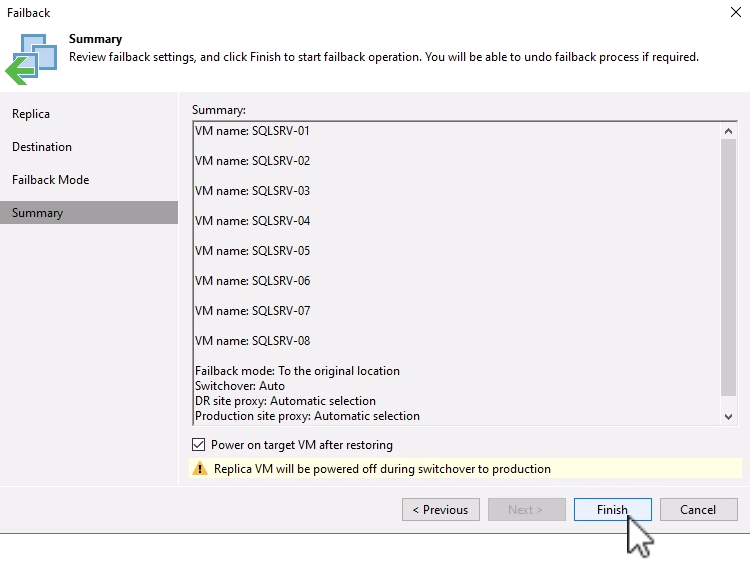 Failback
Summary
Review failback settings, and click Finish to start failback operation. You will be able to undo failback process if required.
Replica
Destination
Failback Mode
Summary
Summary:
VM name: SQLSRV-01
VM name: SQLSRV-02
VM name: SQLSRV-03
VM name: SQLSRV-04
VM name: SQLSRV-05
VM name: SQLSRV-06
VM name: SQLSRV-07
VM name: SQLSRV-08
Failback mode: To the original location
Switchover: Auto
DR site proxy: Automatic selection
Production site proxy: Automatic selection
Power on target VM after restoring
Replica VM will be powered off during switchover to production
< Previous
Next >
Finish
Cancel